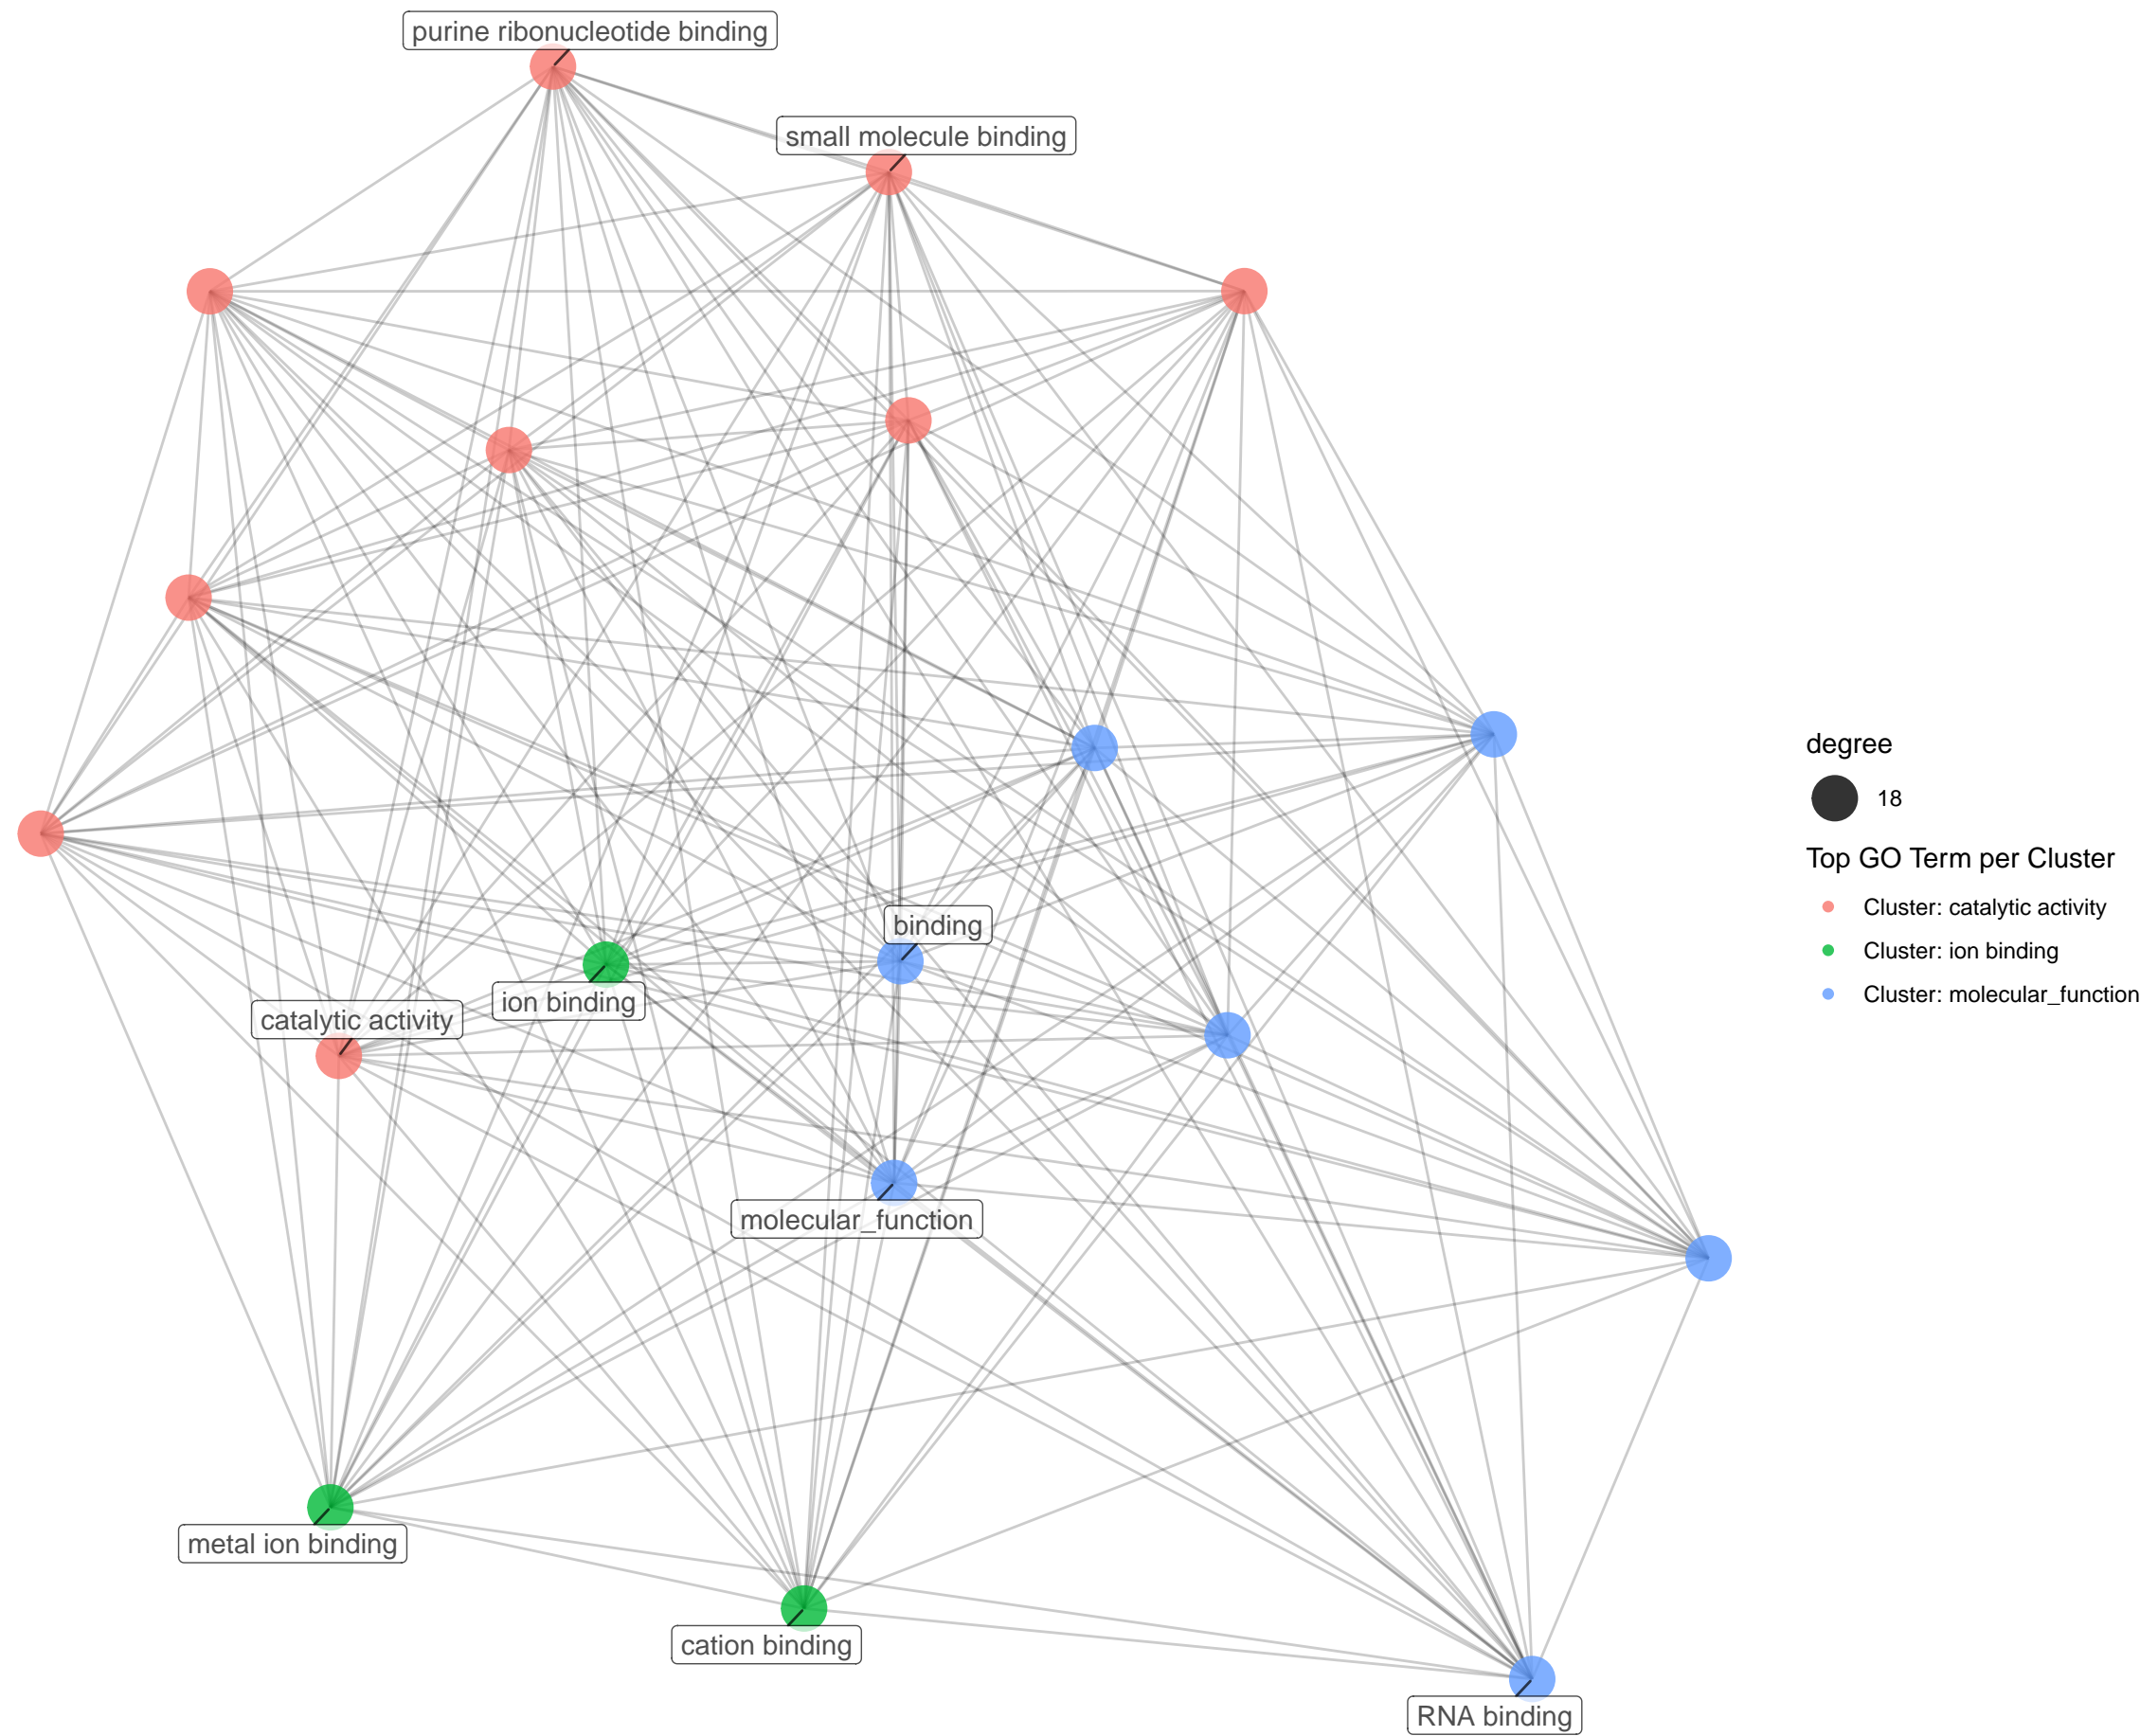 purine ribonucleotide binding
small molecule binding
binding
ion binding
catalytic activity
molecular_function
metal ion binding
cation binding
RNA binding
degree
18
Top GO Term per Cluster
Cluster: catalytic activity
Cluster: ion binding
Cluster: molecular_function